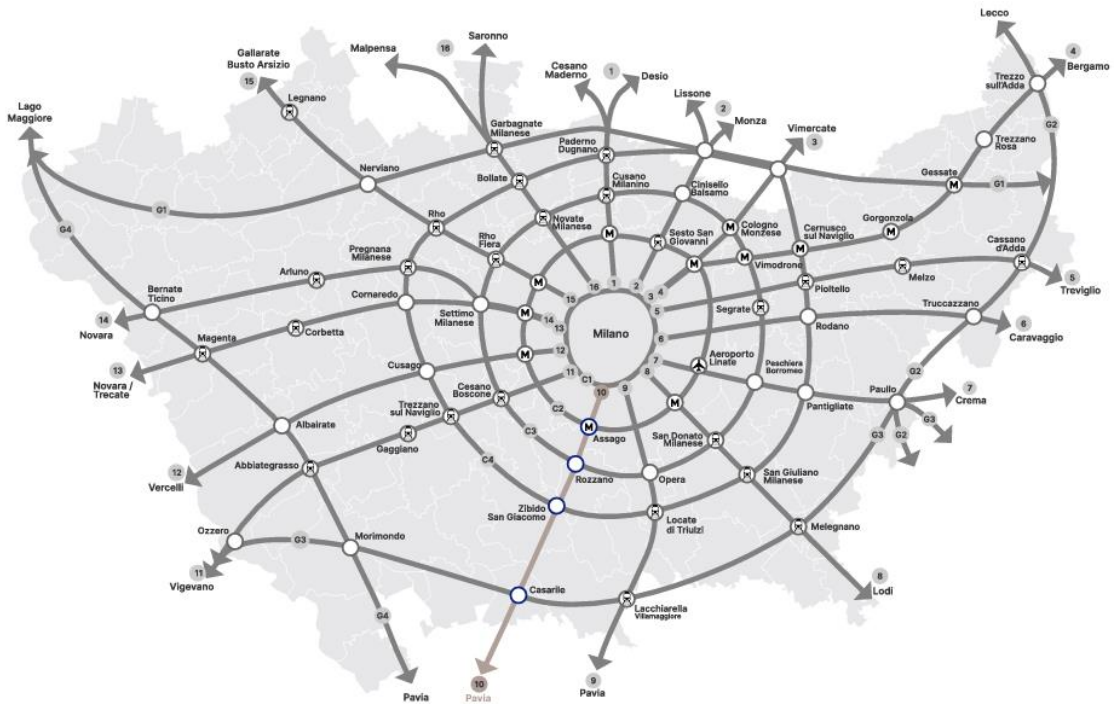 Lecco
4
Bergamo
Saronno
16
Malpensa
Gallarate
Busto Arsizio
15
Cesano
Maderno
1
Desio
Lissone
2
Monza
Vimercate
3
Trezzo
sull'Adda
Legnano
Lago
Maggiore
G2
Garbagnate
Milanese
Paderno
Dugnano
Trezzano
Rosa
Nerviano
Bollate
Cusano
Milanino
Cinisello
Balsamo
Gessate
M
G1
G1
G4
Rho
Novate
Milanese
M
Sesto San
Giovanni
M
Cologno
Monzese
Gorgonzola
M
Cernusco
sul Naviglio
M
Cassano
d'Adda
Pregnana
Milanese
Rho
Fiera
M
M
M
Vimodrone
Melzo
Arluno
Pioltello
5
Treviglio
Bernate
Ticino
Cornaredo
Settimo
Milanese
M
16
1
2
3
4
5
15
14
13
Milano
6
Segrate
Rodano
Truccazzano
6
Caravaggio
14
Novara
Corbetta
Magenta
M
12
11
C1
10
9
8
7
Aeroporto
Linate
Peschiera
Borromeo
G2
13
Novara /
Trecate
Cusago
Cesano
Boscone
Pantigliate
Paullo
7
Crema
Trezzano
sul Naviglio
C2
M
M
Assago
G3
G3
G2
Albairate
Gaggiano
C3
San Donato
Milanese
Abbiategrasso
C4
Rozzano
Opera
San Giuliano
Milanese
12
Vercelli
Zibido
San Giacomo
Locate
di Triulzi
Melegnano
Ozzero
G3
Morimondo
11
Vigevano
8
Lodi
Casarile
Lacchiarella
Villamaggiore
G4
Pavia
10
Pavia
9
Pavia